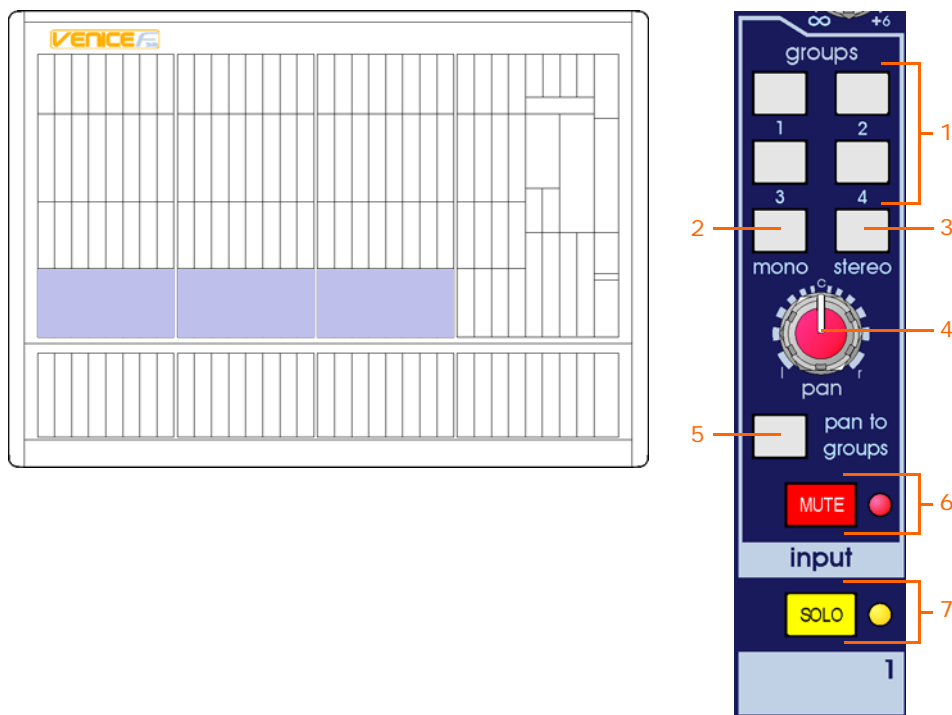 VENICE F
∞ +6
groups
1 2
1
3 4
2
3
mono stereo
c
4
l r
pan
5
pan to
groups
MUTE
6
input
SOLO
7
1